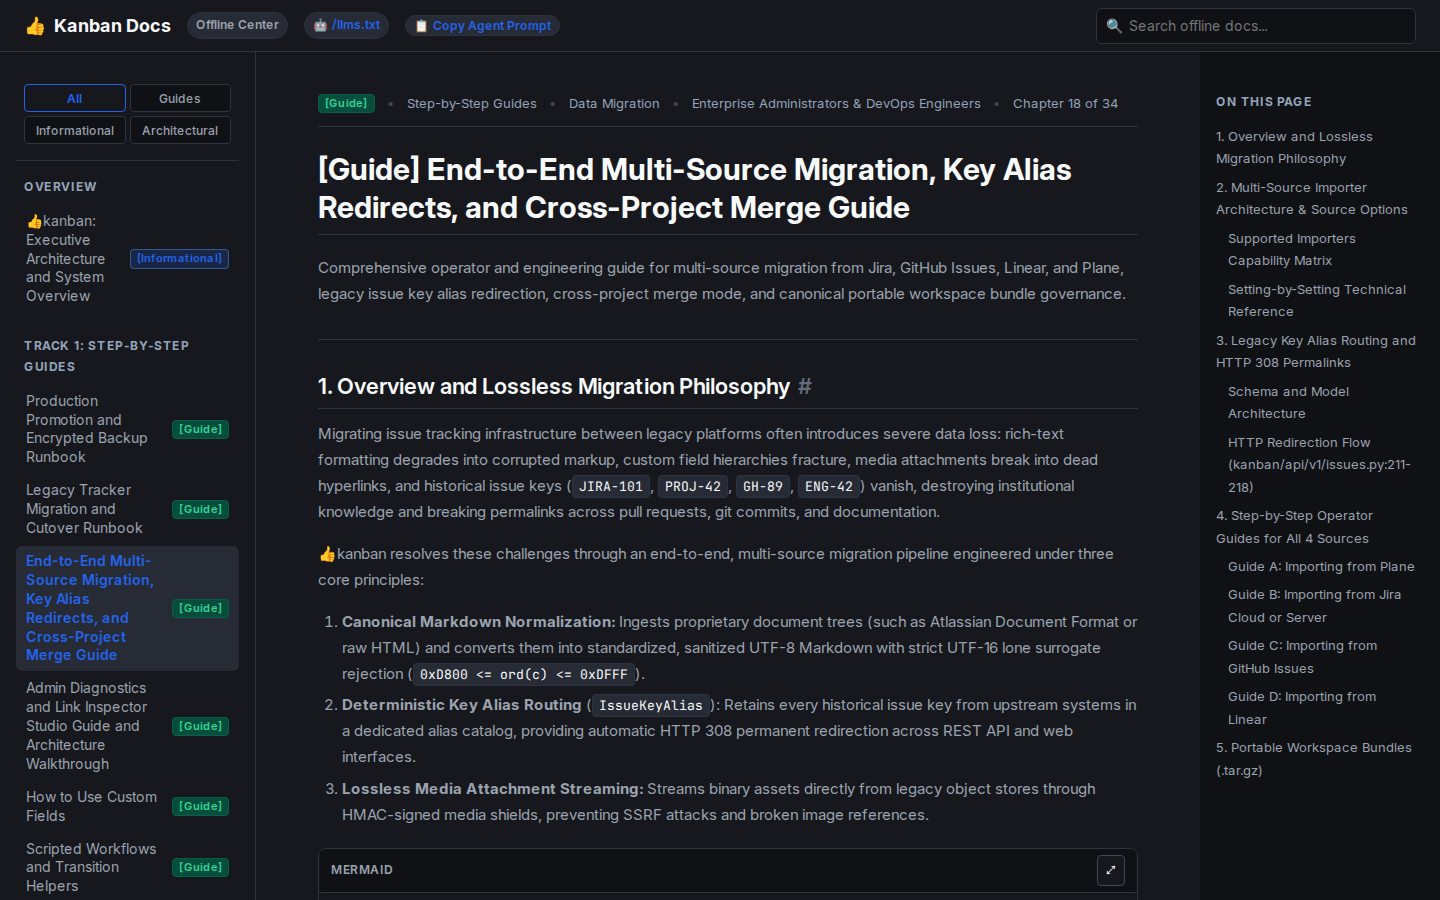 👍 Kanban Docs
Offline Center
🤖 /llms.txt
📋 Copy Agent Prompt
🔍 Search offline docs...
All
Guides
Informational
Architectural
OVERVIEW
👍kanban:
Executive
Architecture
and System
Overview
[Informational]
TRACK 1: STEP-BY-STEP
GUIDES
Production
Promotion and
Encrypted Backup
Runbook
[Guide]
Legacy Tracker
Migration and
Cutover Runbook
[Guide]
End-to-End Multi-
Source Migration,
Key Alias
Redirects, and
Cross-Project
Merge Guide
[Guide]
Admin Diagnostics
and Link Inspector
Studio Guide and
Architecture
Walkthrough
[Guide]
How to Use Custom
Fields
[Guide]
Scripted Workflows
and Transition
Helpers
[Guide]
[Guide] • Step-by-Step Guides • Data Migration • Enterprise Administrators & DevOps Engineers • Chapter 18 of 34
[Guide] End-to-End Multi-Source Migration, Key Alias
Redirects, and Cross-Project Merge Guide
Comprehensive operator and engineering guide for multi-source migration from Jira, GitHub Issues, Linear, and Plane,
legacy issue key alias redirection, cross-project merge mode, and canonical portable workspace bundle governance.
1. Overview and Lossless Migration Philosophy #
Migrating issue tracking infrastructure between legacy platforms often introduces severe data loss: rich-text
formatting degrades into corrupted markup, custom field hierarchies fracture, media attachments break into dead
hyperlinks, and historical issue keys (JIRA-101, PROJ-42, GH-89, ENG-42) vanish, destroying institutional
knowledge and breaking permalinks across pull requests, git commits, and documentation.
👍kanban resolves these challenges through an end-to-end, multi-source migration pipeline engineered under three
core principles:
1. Canonical Markdown Normalization: Ingests proprietary document trees (such as Atlassian Document Format or
raw HTML) and converts them into standardized, sanitized UTF-8 Markdown with strict UTF-16 lone surrogate
rejection (0xD800 <= ord(c) <= 0xDFFF).
2. Deterministic Key Alias Routing (IssueKeyAlias): Retains every historical issue key from upstream systems in
a dedicated alias catalog, providing automatic HTTP 308 permanent redirection across REST API and web
interfaces.
3. Lossless Media Attachment Streaming: Streams binary assets directly from legacy object stores through
HMAC-signed media shields, preventing SSRF attacks and broken image references.
MERMAID
⤢
ON THIS PAGE
1. Overview and Lossless
Migration Philosophy
2. Multi-Source Importer
Architecture & Source Options
Supported Importers
Capability Matrix
Setting-by-Setting Technical
Reference
3. Legacy Key Alias Routing and
HTTP 308 Permalinks
Schema and Model
Architecture
HTTP Redirection Flow
(kanban/api/v1/issues.py:211-
218)
4. Step-by-Step Operator
Guides for All 4 Sources
Guide A: Importing from Plane
Guide B: Importing from Jira
Cloud or Server
Guide C: Importing from
GitHub Issues
Guide D: Importing from
Linear
5. Portable Workspace Bundles
(.tar.gz)